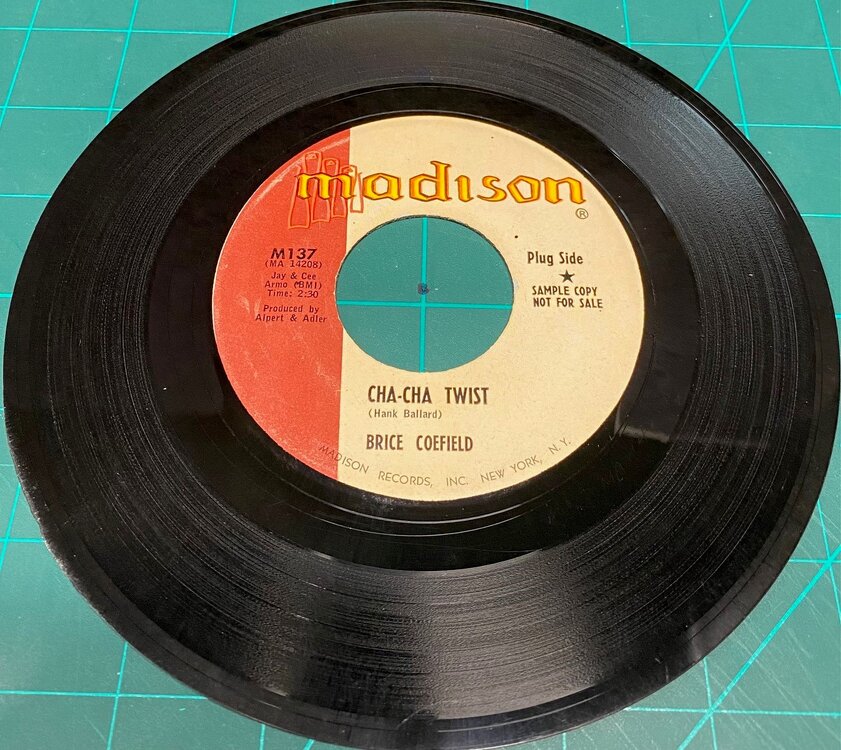 madison
®
M137
(MA 14208)
Jay & Cee
Armo (BMI)
Time: 2:30
Produced by
Alpert & Adler
Plug Side
★
SAMPLE COPY
NOT FOR SALE
CHA-CHA TWIST
(Hank Ballard)
BRICE COEFIELD
MADISON RECORDS, INC. NEW YORK, N.Y.